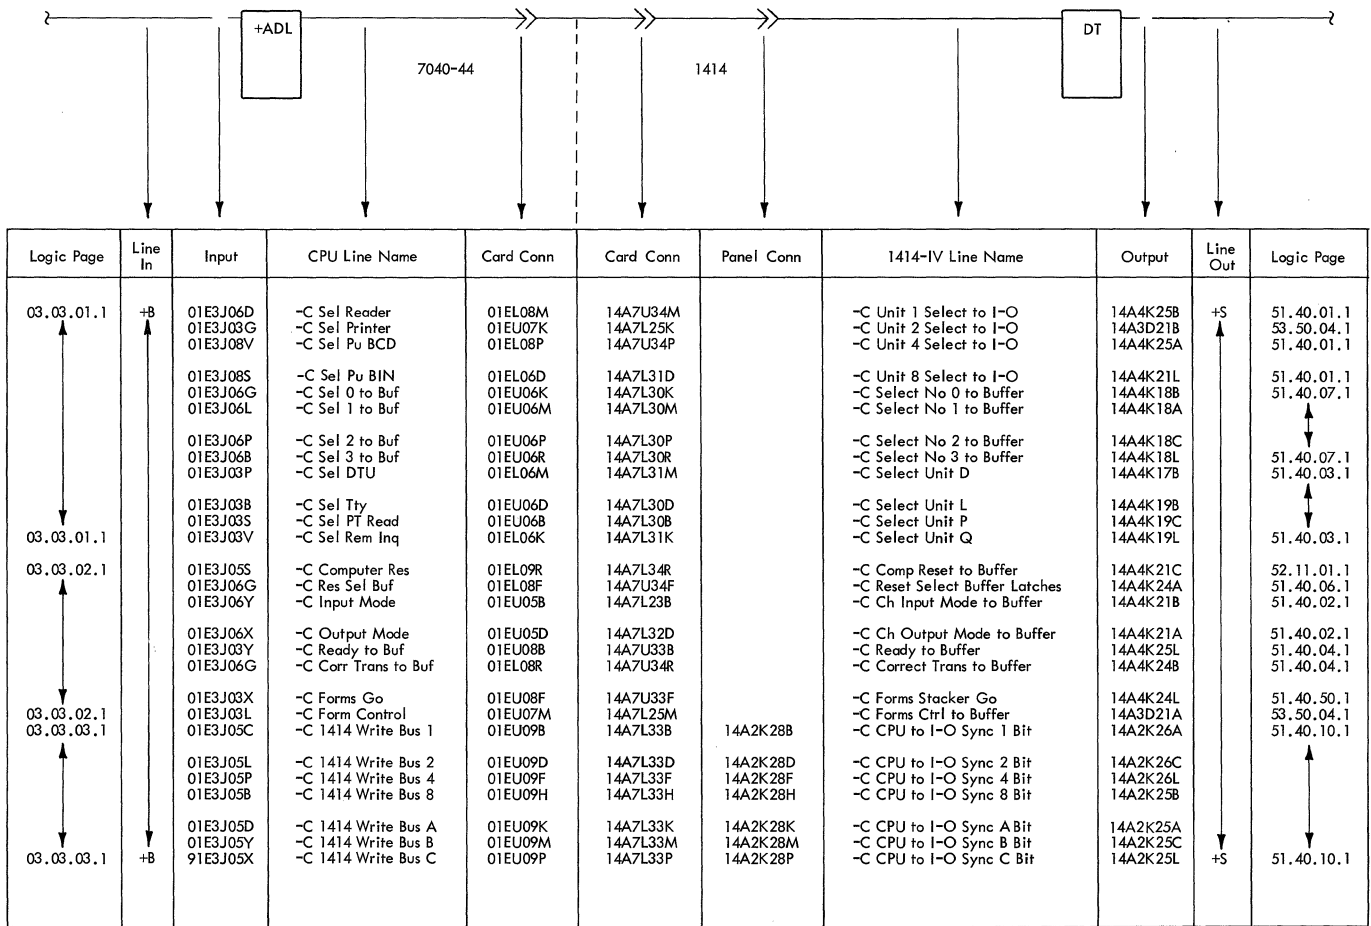 +ADL DT
7040-44 1414
Logic Page Line In Input CPU Line Name Card Conn Card Conn Panel Conn 1414-IV Line Name Output Line Out Logic Page
03.03.01.1 +B 01E3J06D -C Sel Reader 01EL08M 14A7U34M -C Unit 1 Select to I-O 14A4K25B +S 51.40.01.1
01E3J03G -C Sel Printer 01EU07K 14A7L25K -C Unit 2 Select to I-O 14A3D21B 53.50.04.1
01E3J08V -C Sel Pu BCD 01EL08P 14A7U34P -C Unit 4 Select to I-O 14A4K25A 51.40.01.1
01E3J08S -C Sel Pu BIN 01EL06D 14A7L31D -C Unit 8 Select to I-O 14A4K21L 51.40.01.1
01E3J06G -C Sel 0 to Buf 01EU06K 14A7L30K -C Select No 0 to Buffer 14A4K18B 51.40.07.1
01E3J06L -C Sel 1 to Buf 01EU06M 14A7L30M -C Select No 1 to Buffer 14A4K18A
01E3J06P -C Sel 2 to Buf 01EU06P 14A7L30P -C Select No 2 to Buffer 14A4K18C
01E3J06B -C Sel 3 to Buf 01EU06R 14A7L30R -C Select No 3 to Buffer 14A4K18L 51.40.07.1
01E3J03P -C Sel DTU 01EL06M 14A7L31M -C Select Unit D 14A4K17B 51.40.03.1
01E3J03B -C Sel Tty 01EU06D 14A7L30D -C Select Unit L 14A4K19B
01E3J03S -C Sel PT Read 01EU06B 14A7L30B -C Select Unit P 14A4K19C
03.03.01.1 01E3J03V -C Sel Rem Inq 01EL06K 14A7L31K -C Select Unit Q 14A4K19L 51.40.03.1
03.03.02.1 01E3J05S -C Computer Res 01EL09R 14A7L34R -C Comp Reset to Buffer 14A4K21C 52.11.01.1
01E3J06G -C Res Sel Buf 01EL08F 14A7U34F -C Reset Select Buffer Latches 14A4K24A 51.40.06.1
01E3J06Y -C Input Mode 01EU05B 14A7L23B -C Ch Input Mode to Buffer 14A4K21B 51.40.02.1
01E3J06X -C Output Mode 01EU05D 14A7L32D -C Ch Output Mode to Buffer 14A4K21A 51.40.02.1
01E3J03Y -C Ready to Buf 01EU08B 14A7U33B -C Ready to Buffer 14A4K25L 51.40.04.1
01E3J06G -C Corr Trans to Buf 01EL08R 14A7U34R -C Correct Trans to Buffer 14A4K24B 51.40.04.1
01E3J03X -C Forms Go 01EU08F 14A7U33F -C Forms Stacker Go 14A4K24L 51.40.50.1
03.03.02.1 01E3J03L -C Form Control 01EU07M 14A7L25M -C Forms Ctrl to Buffer 14A3D21A 53.50.04.1
03.03.03.1 01E3J05C -C 1414 Write Bus 1 01EU09B 14A7L33B 14A2K28B -C CPU to I-O Sync 1 Bit 14A2K26A 51.40.10.1
01E3J05L -C 1414 Write Bus 2 01EU09D 14A7L33D 14A2K28D -C CPU to I-O Sync 2 Bit 14A2K26C
01E3J05P -C 1414 Write Bus 4 01EU09F 14A7L33F 14A2K28F -C CPU to I-O Sync 4 Bit 14A2K26L
01E3J05B -C 1414 Write Bus 8 01EU09H 14A7L33H 14A2K28H -C CPU to I-O Sync 8 Bit 14A2K25B
01E3J05D -C 1414 Write Bus A 01EU09K 14A7L33K 14A2K28K -C CPU to I-O Sync A Bit 14A2K25A
01E3J05Y -C 1414 Write Bus B 01EU09M 14A7L33M 14A2K28M -C CPU to I-O Sync B Bit 14A2K25C
03.03.03.1 +B 91E3J05X -C 1414 Write Bus C 01EU09P 14A7L33P 14A2K28P -C CPU to I-O Sync C Bit 14A2K25L +S 51.40.10.1